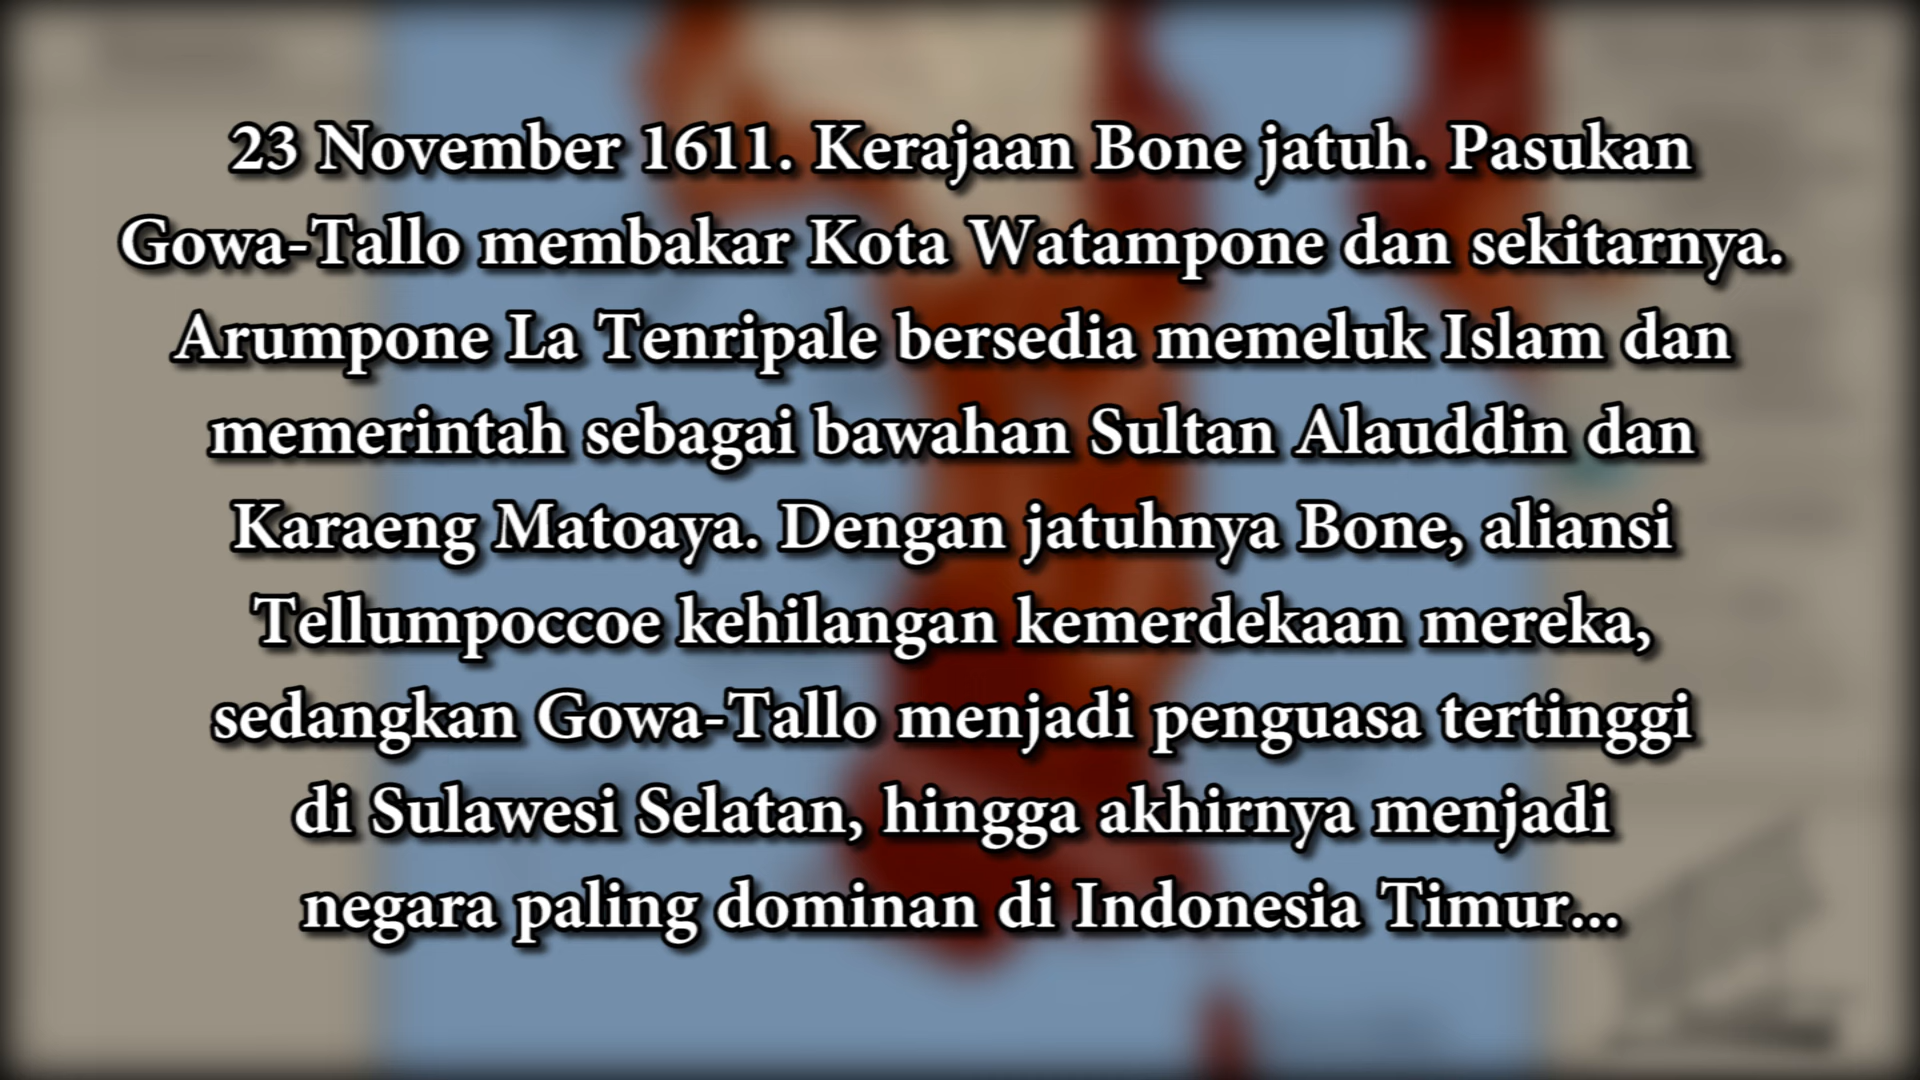 23 November 1611. Kerajaan Bone jatuh. Pasukan
Gowa-Tallo membakar Kota Watampone dan sekitarnya.
Arumpone La Tenripale bersedia memeluk Islam dan
memerintah sebagai bawahan Sultan Alauddin dan
Karaeng Matoaya. Dengan jatuhnya Bone, aliansi
Tellumpoccoe kehilangan kemerdekaan mereka,
sedangkan Gowa-Tallo menjadi penguasa tertinggi
di Sulawesi Selatan, hingga akhirnya menjadi
negara paling dominan di Indonesia Timur...